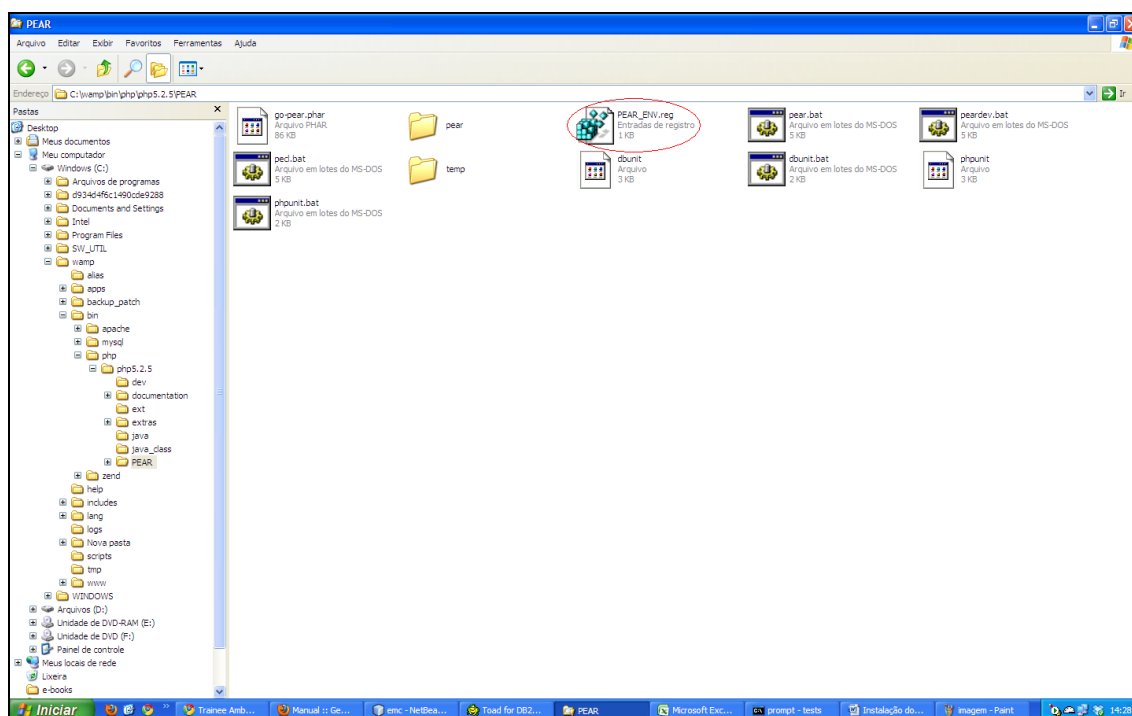 PEAR
Arquivo Editar Exibir Favoritos Ferramentas Ajuda
Endereço C:\wamp\bin\php\php5.2.5\PEAR Ir
Pastas
Desktop
Meus documentos
Meu computador
Windows (C:)
Arquivos de programas
d934d4f6c1490cde9288
Documents and Settings
Intel
Program Files
SW_UTIL
wamp
alias
apps
backup_patch
bin
apache
mysql
php
php5.2.5
dev
documentation
ext
extras
java
java_class
PEAR
zend
help
includes
lang
logs
Nova pasta
scripts
tmp
www
WINDOWS
Arquivos (D:)
Unidade de DVD-RAM (E:)
Unidade de DVD (F:)
Painel de controle
Meus locais de rede
Lixeira
e-books
go-pear.phar
Arquivo PHAR
86 KB
pear
PEAR_ENV.reg
Entradas de registro
1 KB
pear.bat
Arquivo em lotes do MS-DOS
5 KB
peardev.bat
Arquivo em lotes do MS-DOS
5 KB
pecl.bat
Arquivo em lotes do MS-DOS
5 KB
temp
dbunit
Arquivo
3 KB
dbunit.bat
Arquivo em lotes do MS-DOS
2 KB
phpunit
Arquivo
3 KB
phpunit.bat
Arquivo em lotes do MS-DOS
2 KB
Iniciar Trainee Amb... Manual :: Ge... emc - NetBea... Toad for DB2... PEAR Microsoft Exc... prompt - tests Instalação do... imagem - Paint 14:28